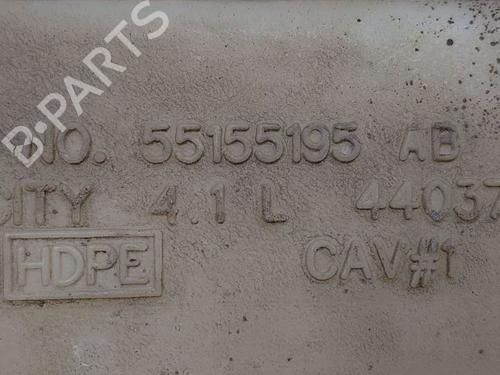 B-PARTS
NO. 55155195 AB
CITY 4.1 L 44037
HDPE CAV#1